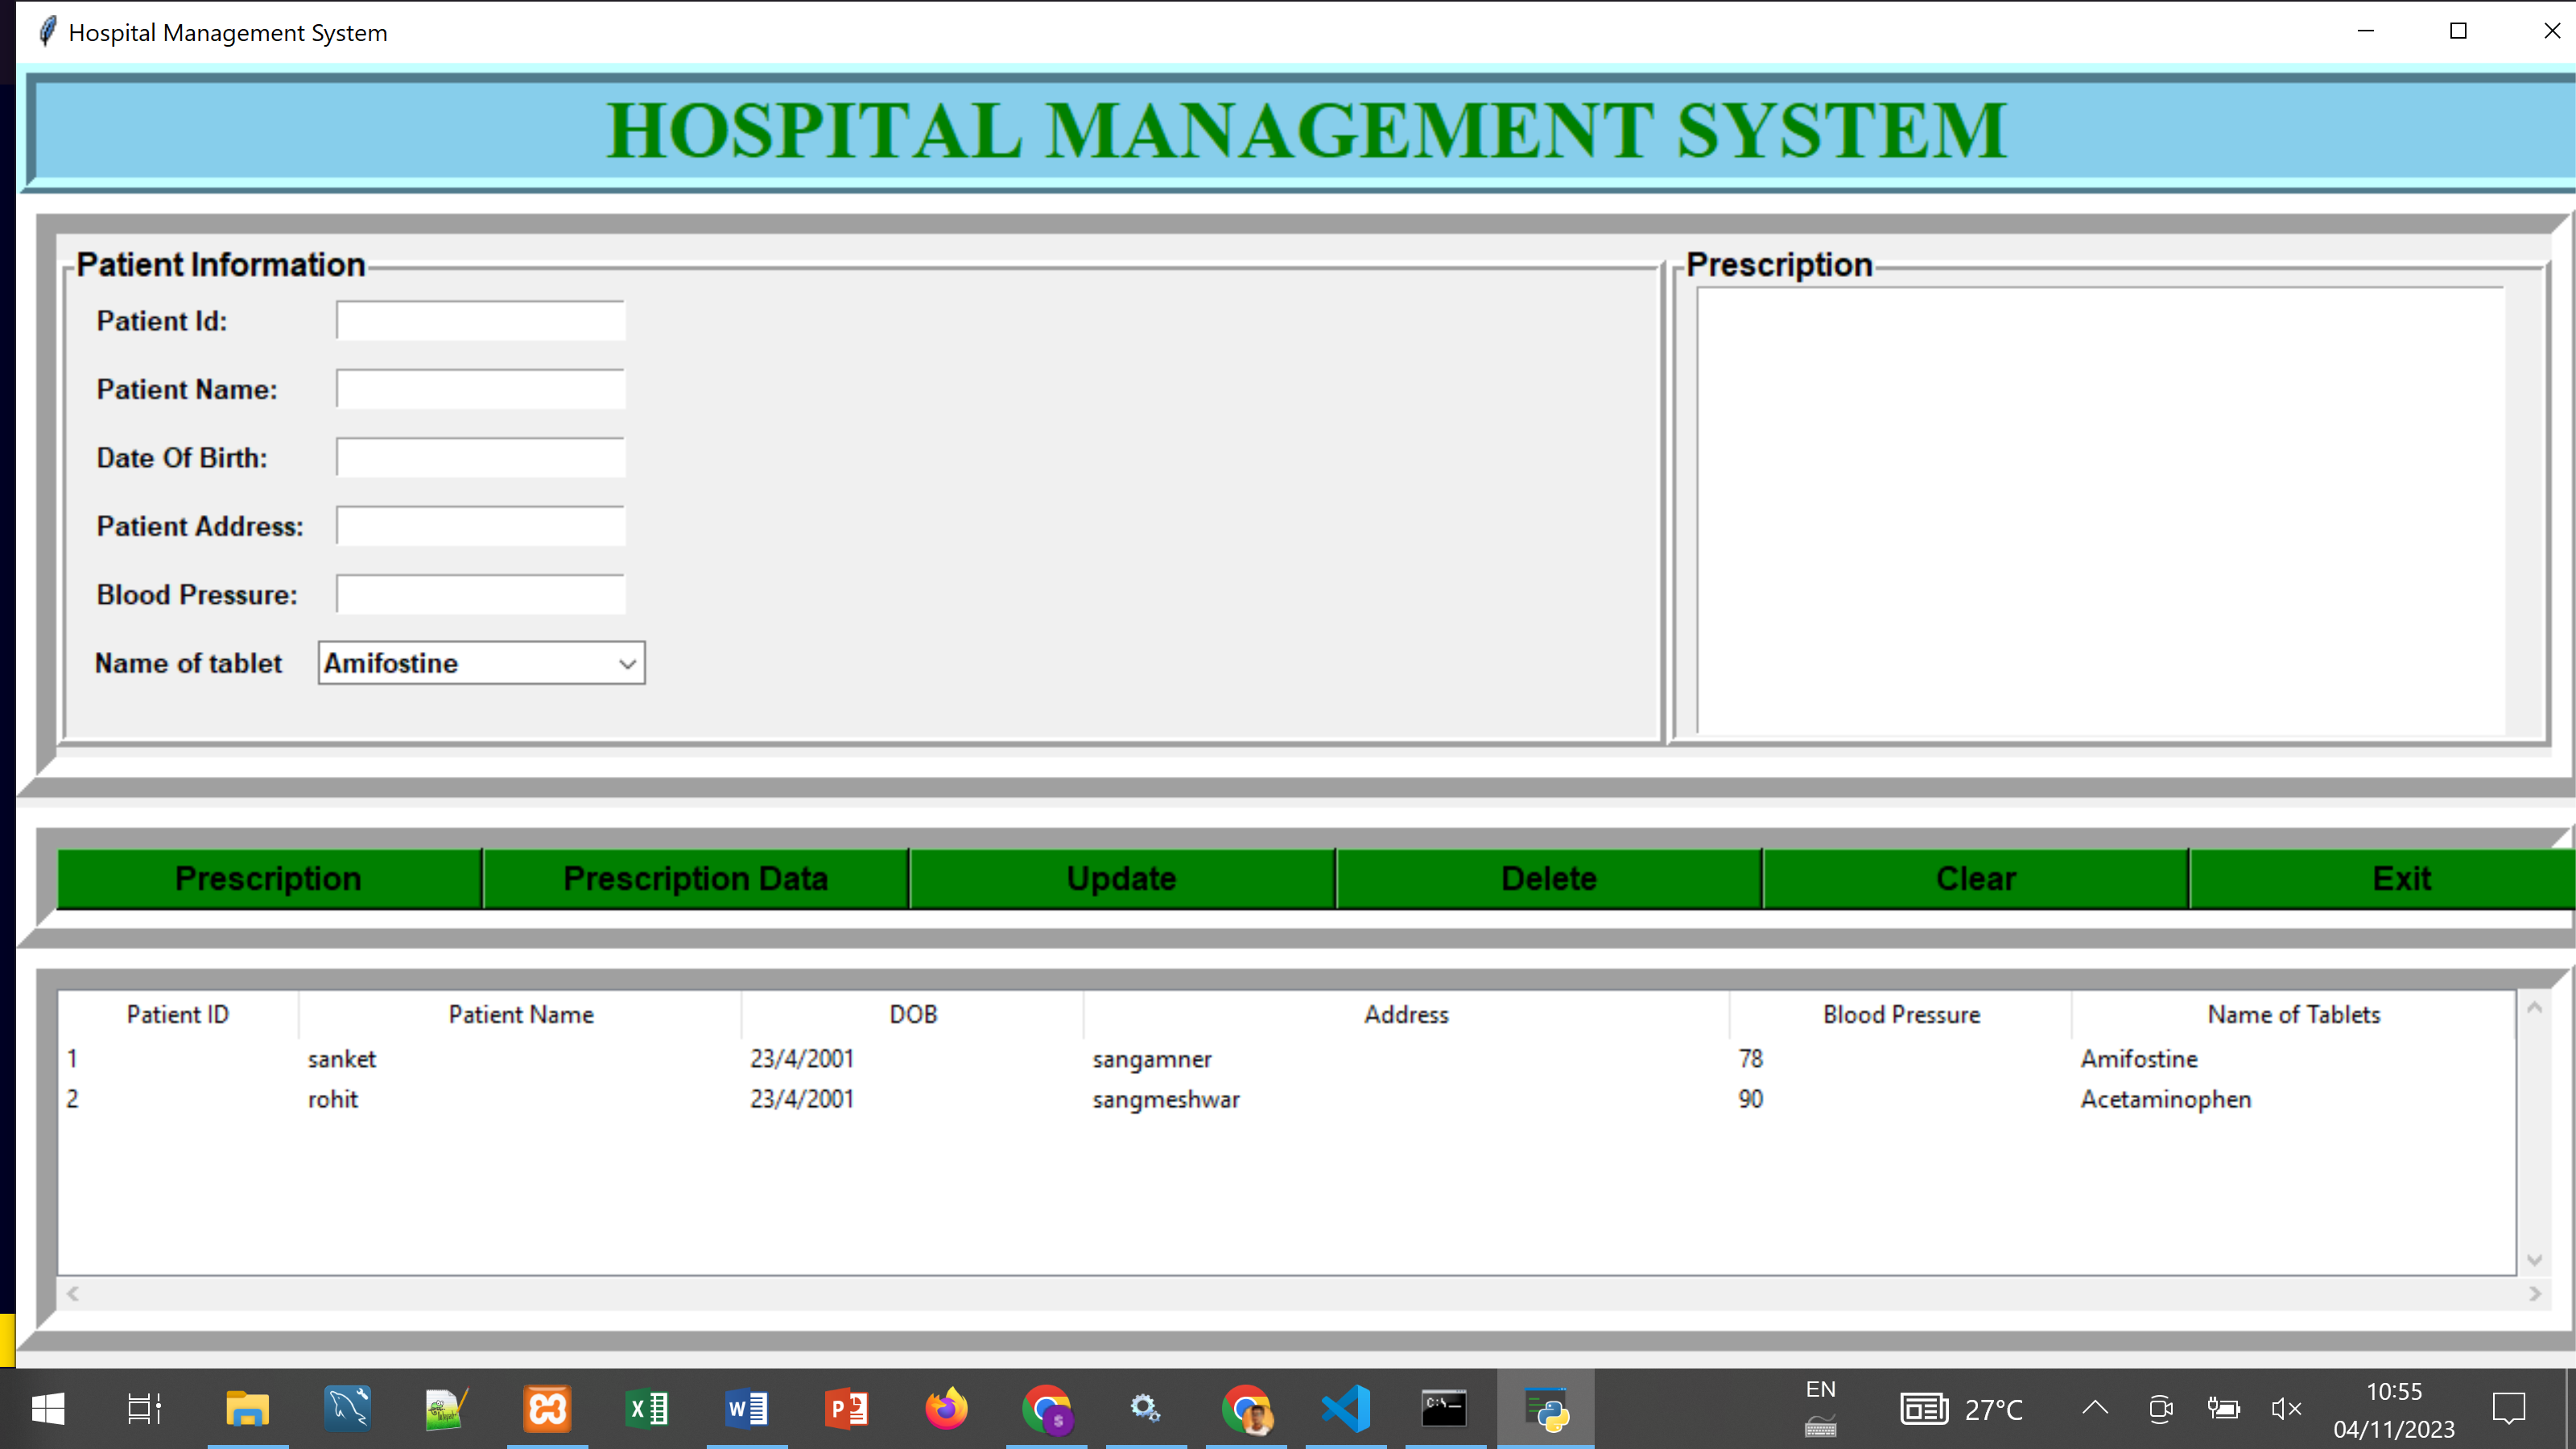 Hospital Management System
HOSPITAL MANAGEMENT SYSTEM
Patient Information
Patient Id:
Patient Name:
Date Of Birth:
Patient Address:
Blood Pressure:
Name of tablet Amifostine
Prescription
Prescription Prescription Data Update Delete Clear Exit
Patient ID Patient Name DOB Address Blood Pressure Name of Tablets
1 sanket 23/4/2001 sangamner 78 Amifostine
2 rohit 23/4/2001 sangmeshwar 90 Acetaminophen
EN
27°C
10:55
04/11/2023